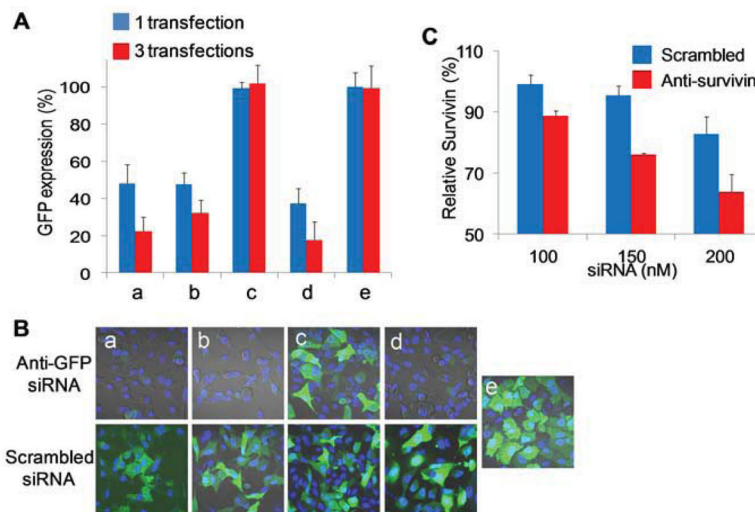 A
1 transfection
3 transfections
GFP expression (%)
120
100
80
60
40
20
0
a
b
c
d
e
C
Scrambled
Anti-survivin
Relative Survivin (%)
110
90
70
50
100
150
200
siRNA (nM)
B
Anti-GFP
siRNA
a
b
c
d
e
Scrambled
siRNA